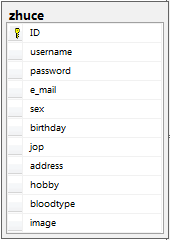 zhuce
ID
username
password
e_mail
sex
birthday
jop
address
hobby
bloodtype
image